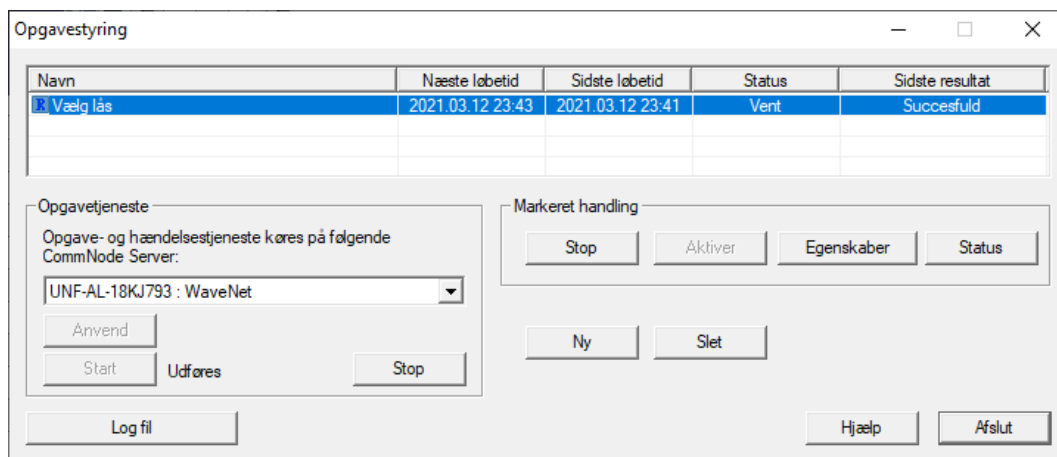 Opgavestyring
Navn Næste løbetid Sidste løbetid Status Sidste resultat
R Vælg lås 2021.03.12 23:43 2021.03.12 23:41 Vent Succesfuld
Opgavetjeneste
Opgave- og hændelsestjeneste køres på følgende
CommNode Server:
UNF-AL-18KJ793 : WaveNet
Anvend
Start Udføres Stop
Markeret handling
Stop Aktiver Egenskaber Status
Ny Slet
Log fil Hjælp Afslut